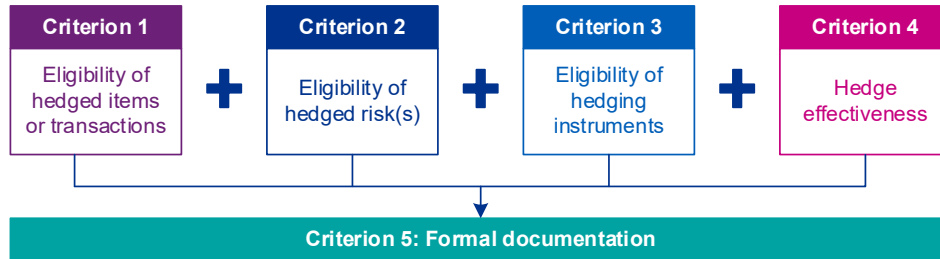 Criterion 1
Eligibility of
hedged items
or transactions
Criterion 2
Eligibility of
hedged risk(s)
Criterion 3
Eligibility of
hedging
instruments
Criterion 4
Hedge
effectiveness
Criterion 5: Formal documentation